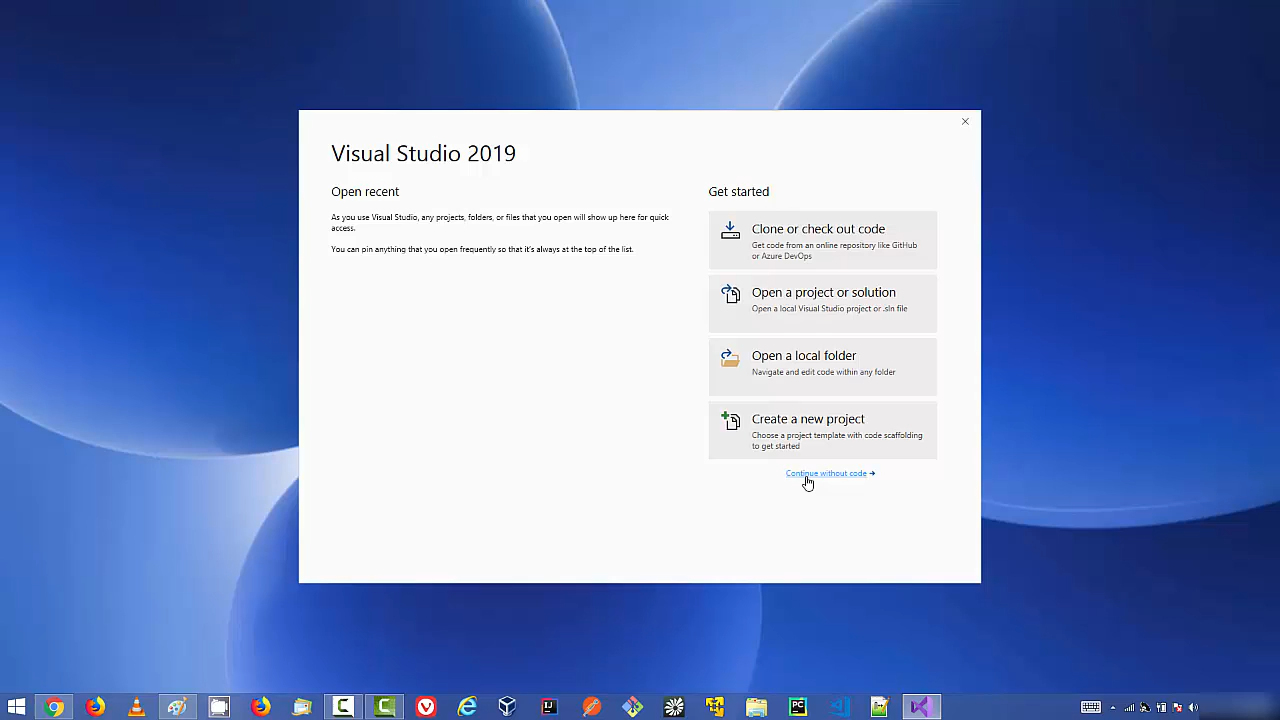 Visual Studio 2019
Open recent
As you use Visual Studio, any projects, folders, or files that you open will show up here for quick
access.
You can pin anything that you open frequently so that it's always at the top of the list.
Get started
Clone or check out code
Get code from an online repository like GitHub
or Azure DevOps
Open a project or solution
Open a local Visual Studio project or .sln file
Open a local folder
Navigate and edit code within any folder
Create a new project
Choose a project template with code scaffolding
to get started
Continue without code →